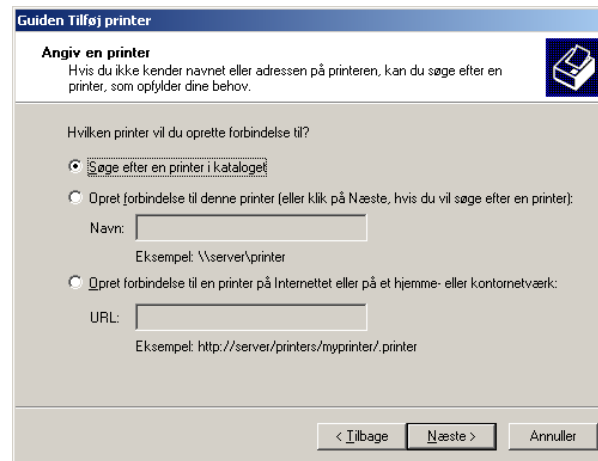 Guiden Tilføj printer
Angiv en printer
Hvis du ikke kender navnet eller adressen på printeren, kan du søge efter en
printer, som opfylder dine behov.
Hvilken printer vil du oprette forbindelse til?
Søge efter en printer i kataloget
Opret forbindelse til denne printer (eller klik på Næste, hvis du vil søge efter en printer):
Navn:
Eksempel: \\server\printer
Opret forbindelse til en printer på Internettet eller på et hjemme- eller kontornetværk:
URL:
Eksempel: http://server/printers/myprinter/.printer
< Tilbage Næste > Annuller